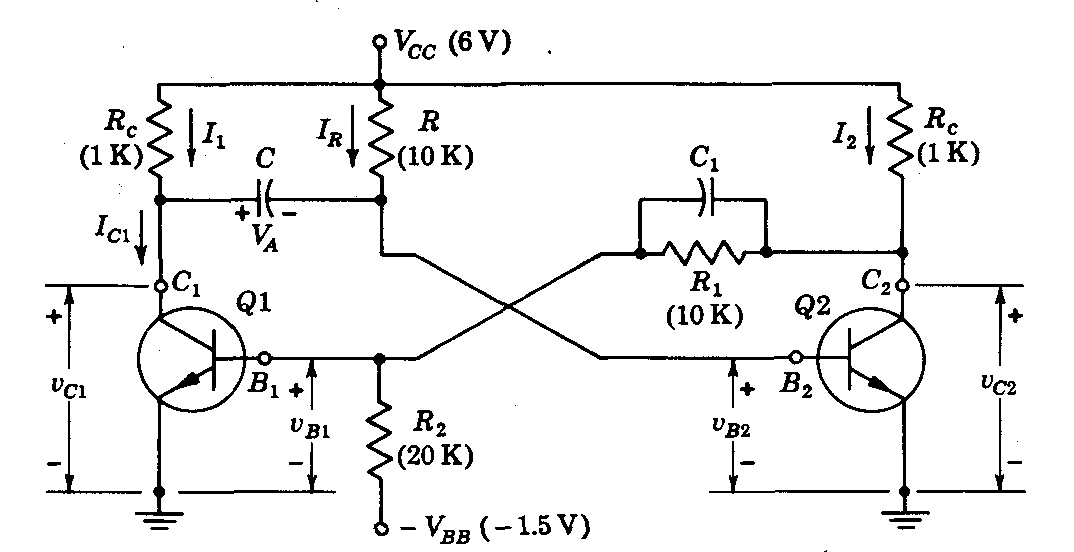 V_CC (6 V)
R_c
(1 K)
I_1
I_R
R
(10 K)
I_2
R_c
(1 K)
C
+ -
V_A
C_1
I_C1
R_1
(10 K)
C_1
Q1
C_2
Q2
+
v_C1
-
B_1
+
v_B1
-
R_2
(20 K)
B_2
+
v_B2
-
+
v_C2
-
- V_BB (- 1.5 V)